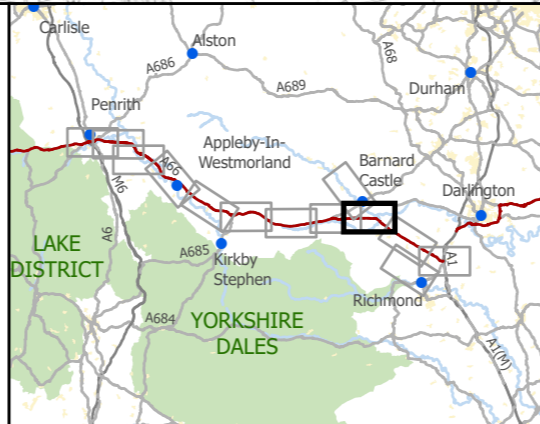 Carlisle
Alston
A68
A686
A689
Durham
Penrith
Appleby-In-
Westmorland
A66
Barnard
Castle
Darlington
M6
A6
LAKE
DISTRICT
A685
Kirkby
Stephen
A1
Richmond
A684
YORKSHIRE
DALES
A1(M)